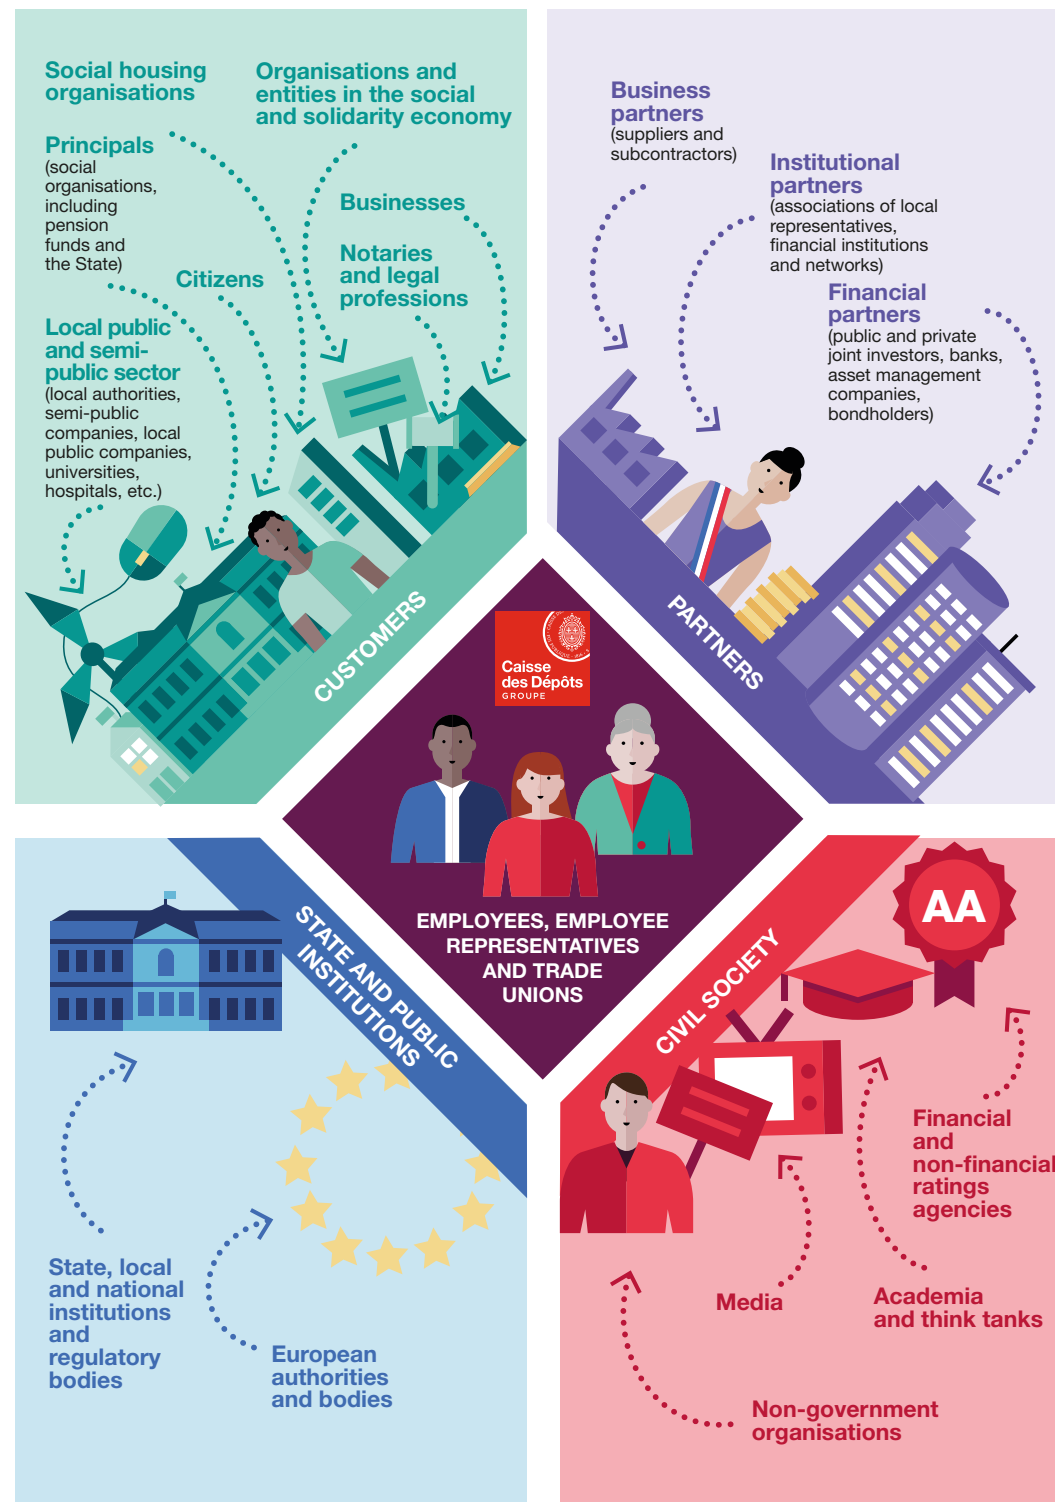 Social housing
organisations
Organisations and
entities in the social
and solidarity economy
Principals
(social
organisations,
including
pension
funds and
the State)
Businesses
Notaries
and legal
professions
Citizens
Local public
and semi-
public sector
(local authorities,
semi-public
companies, local
public companies,
universities,
hospitals, etc.)
CUSTOMERS
Business
partners
(suppliers and
subcontractors)
Institutional
partners
(associations of local
representatives,
financial institutions
and networks)
Financial
partners
(public and private
joint investors, banks,
asset management
companies,
bondholders)
PARTNERS
Caisse
des Dépôts
GROUPE
EMPLOYEES, EMPLOYEE
REPRESENTATIVES
AND TRADE
UNIONS
STATE AND PUBLIC
INSTITUTIONS
State, local
and national
institutions
and
regulatory
bodies
European
authorities
and bodies
CIVIL SOCIETY
AA
Financial
and
non-financial
ratings
agencies
Media
Academia
and think tanks
Non-government
organisations